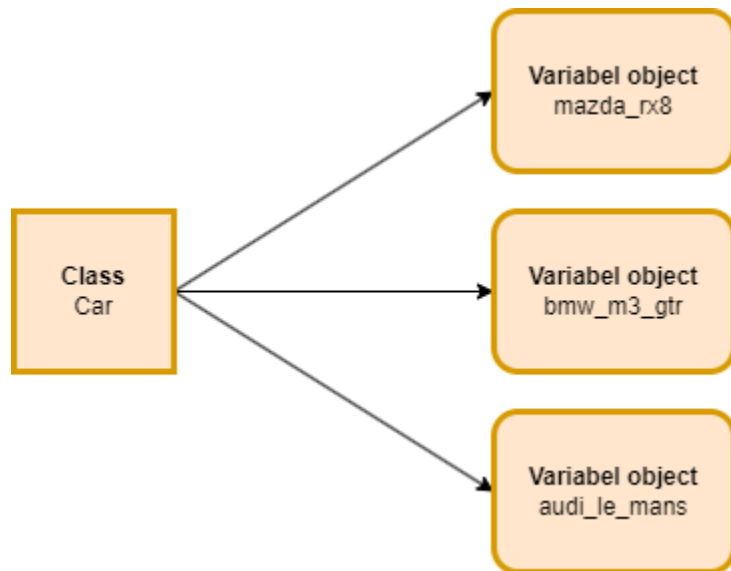 Class
Car
Variabel object
mazda_rx8
Variabel object
bmw_m3_gtr
Variabel object
audi_le_mans